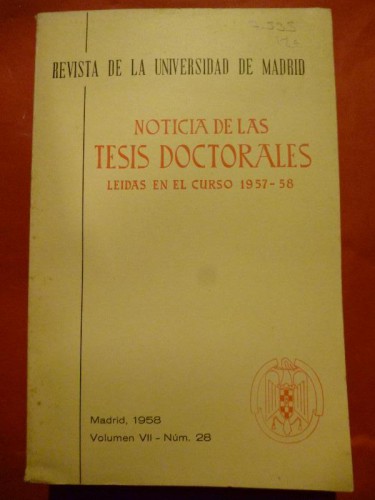 REVISTA DE LA UNIVERSIDAD DE MADRID
NOTICIA DE LAS
TESIS DOCTORALES
LEIDAS EN EL CURSO 1957-58
Madrid, 1958
Volumen VII - Núm. 28